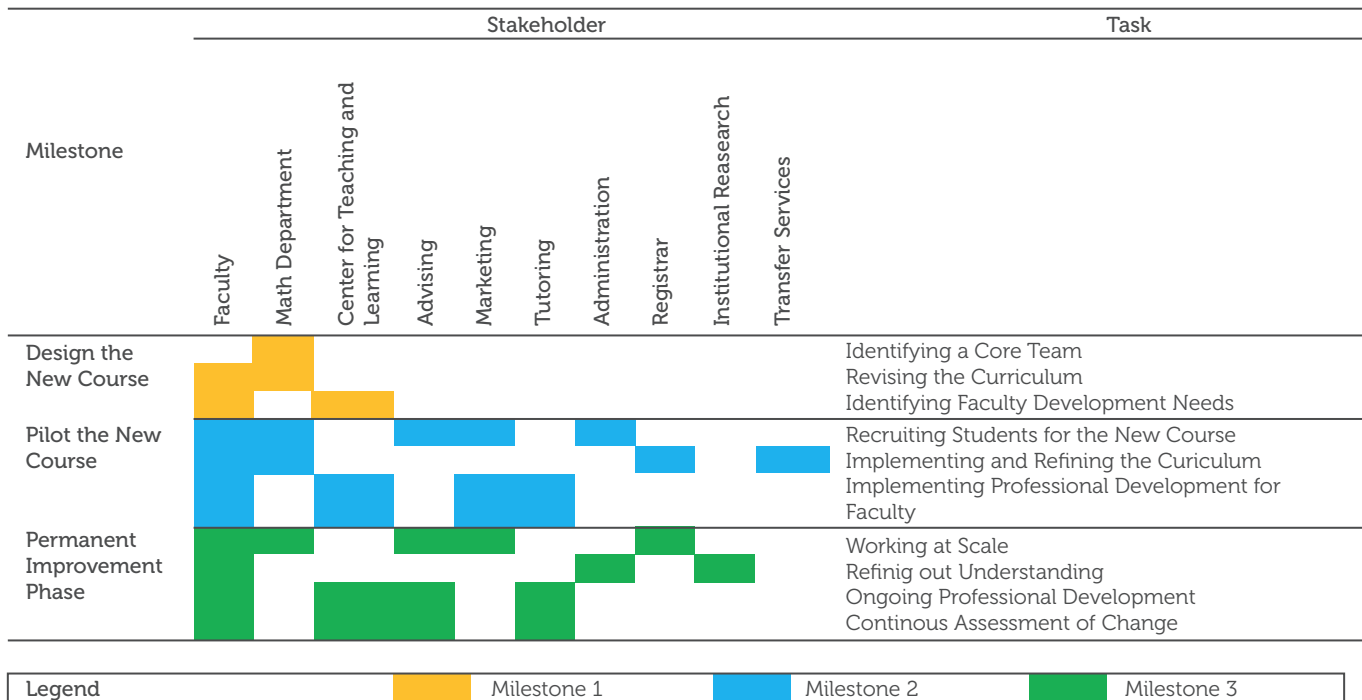 Stakeholder
Task
Milestone
Faculty
Math Department
Center for Teaching and
Learning
Advising
Marketing
Tutoring
Administration
Registrar
Institutional Reasearch
Transfer Services
Design the
New Course
Identifying a Core Team
Revising the Curriculum
Identifying Faculty Development Needs
Pilot the New
Course
Recruiting Students for the New Course
Implementing and Refining the Curiculum
Implementing Professional Development for
Faculty
Permanent
Improvement
Phase
Working at Scale
Refinig out Understanding
Ongoing Professional Development
Continous Assessment of Change
Legend
Milestone 1
Milestone 2
Milestone 3